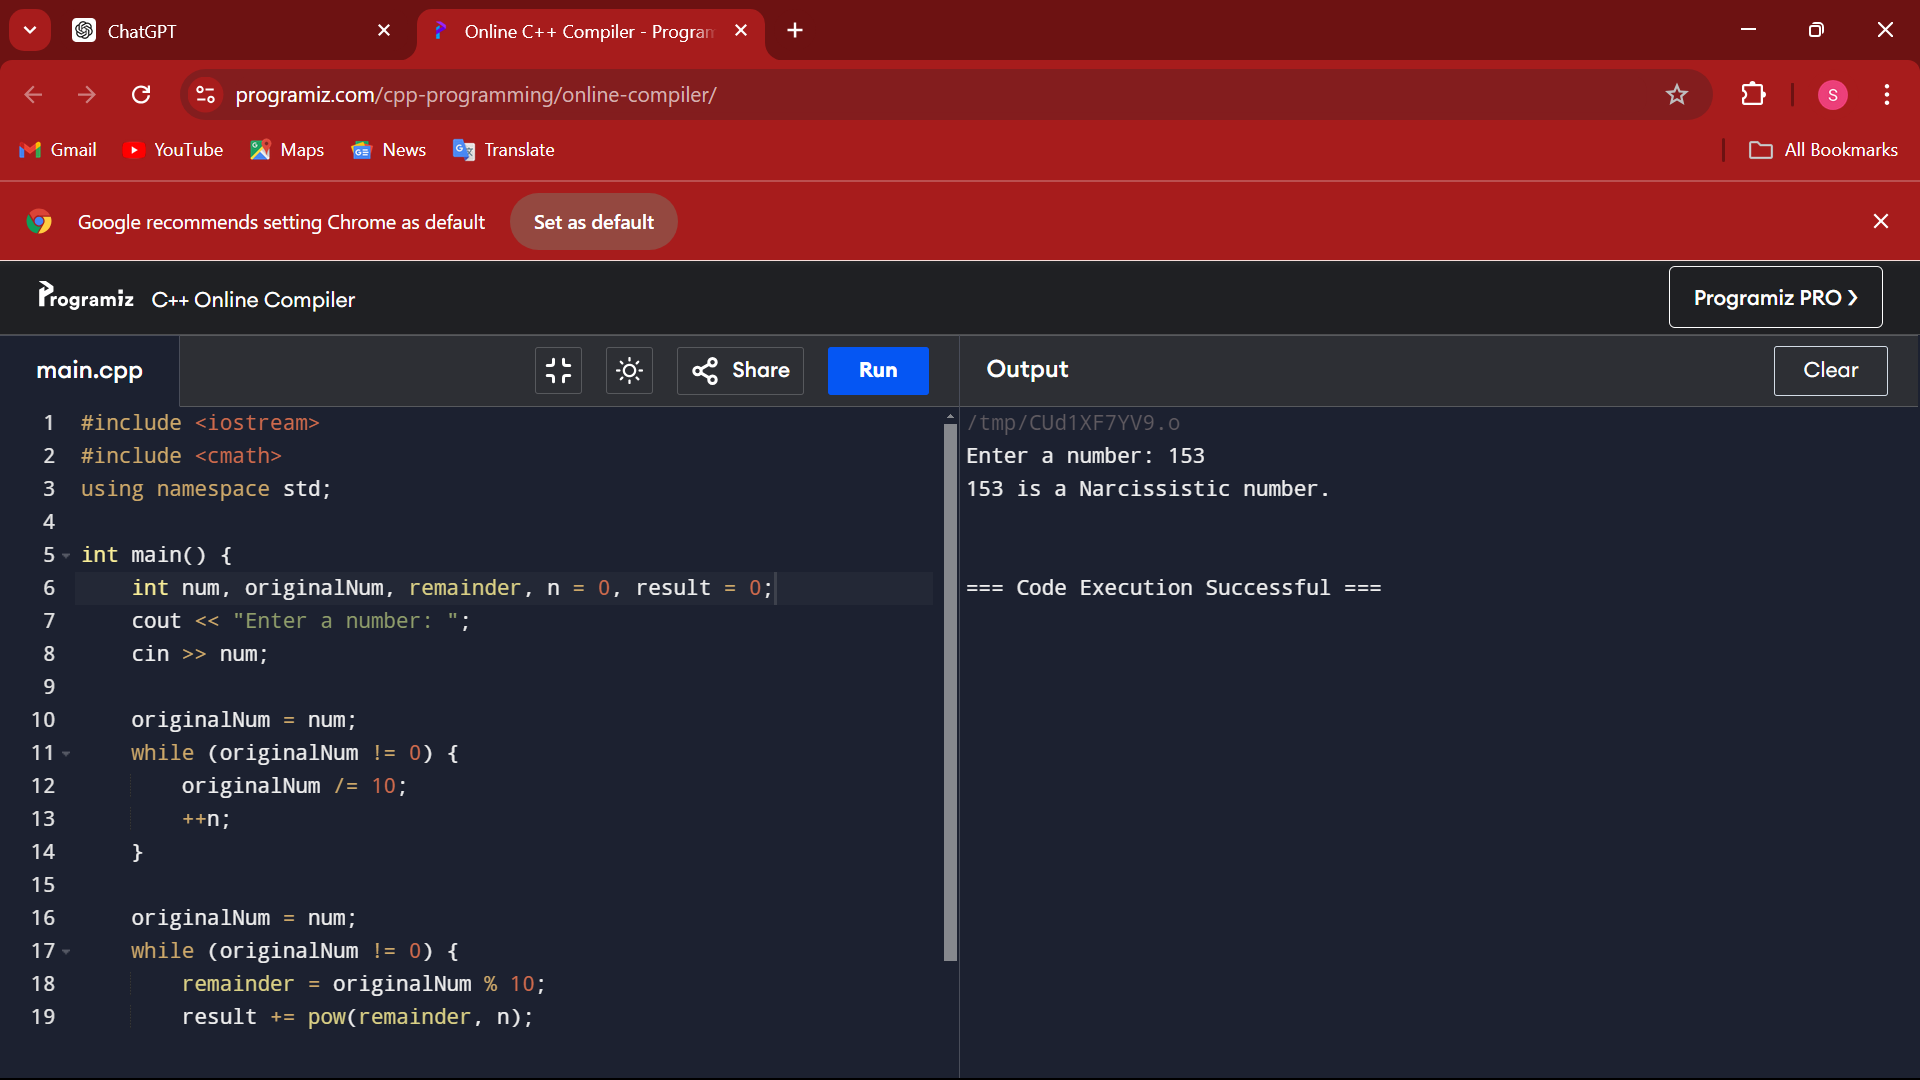 ChatGPT
Online C++ Compiler - Program
programiz.com/cpp-programming/online-compiler/
S
Gmail
YouTube
Maps
News
Translate
All Bookmarks
Google recommends setting Chrome as default
Set as default
Programiz
C++ Online Compiler
Programiz PRO ❯
main.cpp
Share
Run
Output
Clear
1 #include <iostream>
2 #include <cmath>
3 using namespace std;
4
5 int main() {
6     int num, originalNum, remainder, n = 0, result = 0;
7     cout << "Enter a number: ";
8     cin >> num;
9
10     originalNum = num;
11     while (originalNum != 0) {
12         originalNum /= 10;
13         ++n;
14     }
15
16     originalNum = num;
17     while (originalNum != 0) {
18         remainder = originalNum % 10;
19         result += pow(remainder, n);
/tmp/CUd1XF7YV9.o
Enter a number: 153
153 is a Narcissistic number.
=== Code Execution Successful ===